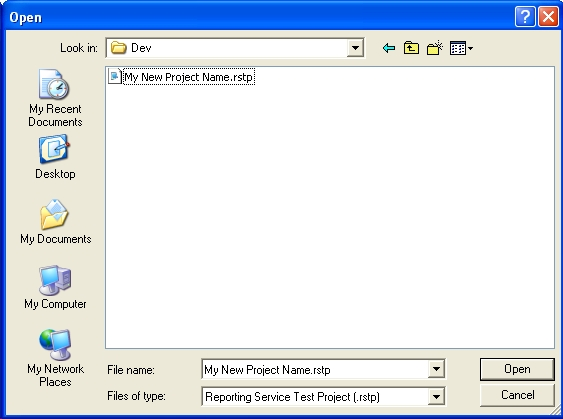 Open
Look in: Dev
My New Project Name.rstp
My Recent
Documents
Desktop
My Documents
My Computer
My Network
Places
File name: My New Project Name.rstp Open
Files of type: Reporting Service Test Project (.rstp) Cancel